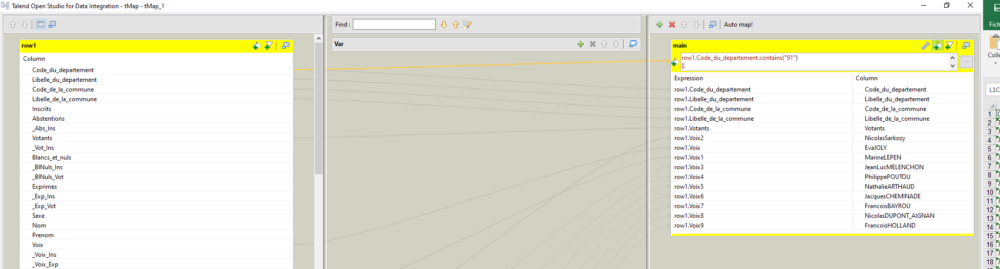 Talend Open Studio for Data Integration - tMap - tMap_1
Find :
Auto map!
Fich
row1
Column
Code_du_departement
Libelle_du_departement
Code_de_la_commune
Libelle_de_la_commune
Inscrits
Abstentions
_Abs_Ins
Votants
_Vot_Ins
Blancs_et_nuls
_BlNuls_Ins
_BlNuls_Vot
Exprimes
_Exp_Ins
_Exp_Vot
Sexe
Nom
Prenom
Voix
_Voix_Ins
_Voix_Exp
Var
main
row1.Code_du_departement.contains("91")
||
...
Expression Column
row1.Code_du_departement Code_du_departement
row1.Libelle_du_departement Libelle_du_departement
row1.Code_de_la_commune Code_de_la_commune
row1.Libelle_de_la_commune Libelle_de_la_commune
row1.Votants Votants
row1.Voix2 NicolasSarkozy
row1.Voix EvaJOLY
row1.Voix1 MarineLEPEN
row1.Voix3 JeanLucMELENCHON
row1.Voix4 PhilippePOUTOU
row1.Voix5 NathalieARTHAUD
row1.Voix6 JacquesCHEMINADE
row1.Voix7 FrancoisBAYROU
row1.Voix8 NicolasDUPONT_AIGNAN
row1.Voix9 FrancoisHOLLAND
Colle
L1C
1
2
3
4
5
6
7
8
9
10
11
12
13
14
15
16
17
18